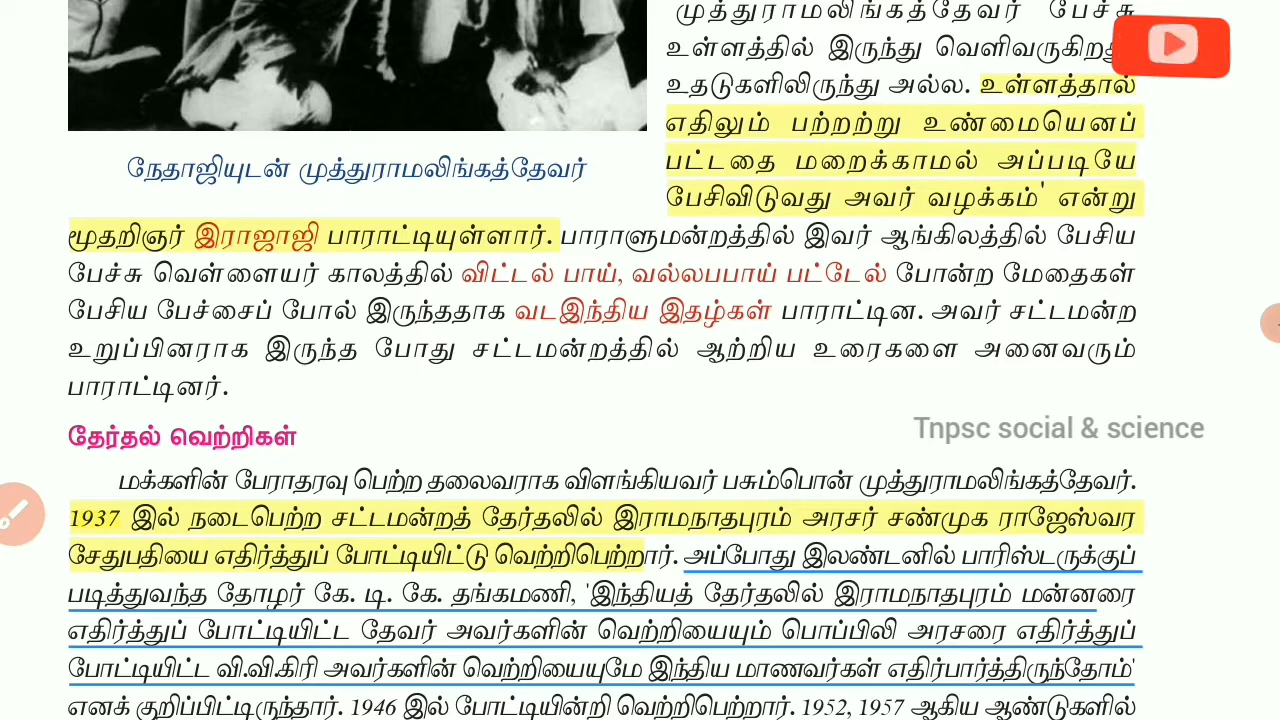 முத்துராமலிங்கத்தேவர் பேச்சு
உள்ளத்தில் இருந்து வெளிவருகிறது
உதடுகளிலிருந்து அல்ல. உள்ளத்தால்
எதிலும் பற்றற்று உண்மையெனப்
பட்டதை மறைக்காமல் அப்படியே
நேதாஜியுடன் முத்துராமலிங்கத்தேவர்
பேசிவிடுவது அவர் வழக்கம்' என்று
மூதறிஞர் இராஜாஜி பாராட்டியுள்ளார். பாராளுமன்றத்தில் இவர் ஆங்கிலத்தில் பேசிய
பேச்சு வெள்ளையர் காலத்தில் விட்டல் பாய், வல்லபபாய் பட்டேல் போன்ற மேதைகள்
பேசிய பேச்சைப் போல் இருந்ததாக வடஇந்திய இதழ்கள் பாராட்டின. அவர் சட்டமன்ற
உறுப்பினராக இருந்த போது சட்டமன்றத்தில் ஆற்றிய உரைகளை அனைவரும்
பாராட்டினர்.
தேர்தல் வெற்றிகள்
Tnpsc social & science
மக்களின் பேராதரவு பெற்ற தலைவராக விளங்கியவர் பசும்பொன் முத்துராமலிங்கத்தேவர்.
1937 இல் நடைபெற்ற சட்டமன்றத் தேர்தலில் இராமநாதபுரம் அரசர் சண்முக ராஜேஸ்வர
சேதுபதியை எதிர்த்துப் போட்டியிட்டு வெற்றிபெற்றார். அப்போது இலண்டனில் பாரிஸ்டருக்குப்
படித்துவந்த தோழர் கே. டி. கே. தங்கமணி, 'இந்தியத் தேர்தலில் இராமநாதபுரம் மன்னரை
எதிர்த்துப் போட்டியிட்ட தேவர் அவர்களின் வெற்றியையும் பொப்பிலி அரசரை எதிர்த்துப்
போட்டியிட்ட வி.வி.கிரி அவர்களின் வெற்றியையுமே இந்திய மாணவர்கள் எதிர்பார்த்திருந்தோம்'
எனக் குறிப்பிட்டிருந்தார். 1946 இல் போட்டியின்றி வெற்றிபெற்றார். 1952, 1957 ஆகிய ஆண்டுகளில்